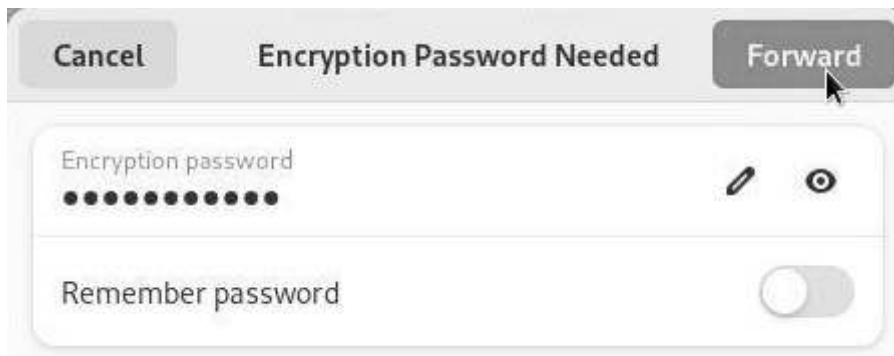 Cancel Encryption Password Needed Forward
Encryption password
●●●●●●●●●●●
Remember password